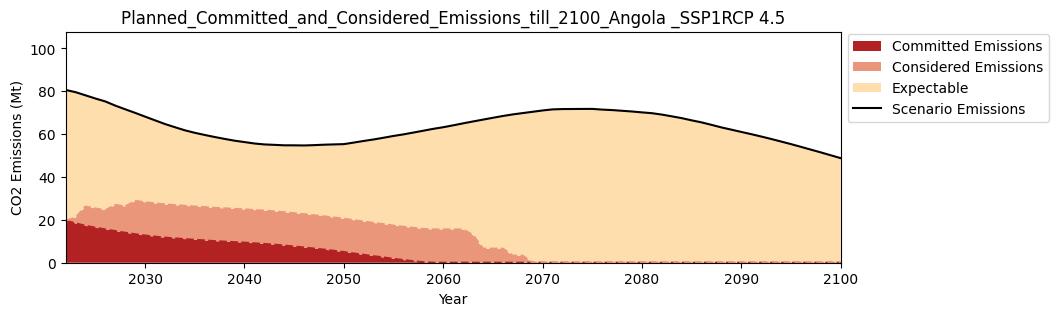 Planned_Committed_and_Considered_Emissions_till_2100_Angola _SSP1RCP 4.5
CO2 Emissions (Mt)
100
80
60
40
20
0
2030 2040 2050 2060 2070 2080 2090 2100
Year
Committed Emissions
Considered Emissions
Expectable
Scenario Emissions